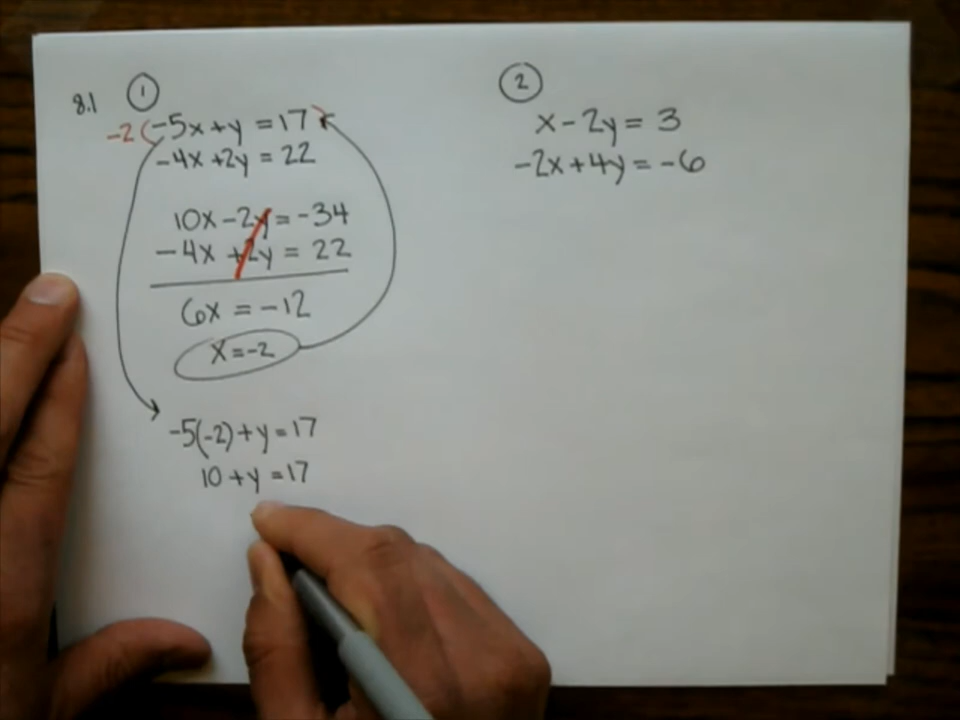 8.1 ①
-2(-5x+y=17)
-4x+2y=22
10x-2y=-34
-4x+2y=22
6x=-12
x=-2
-5(-2)+y=17
10+y=17
②
x-2y=3
-2x+4y=-6